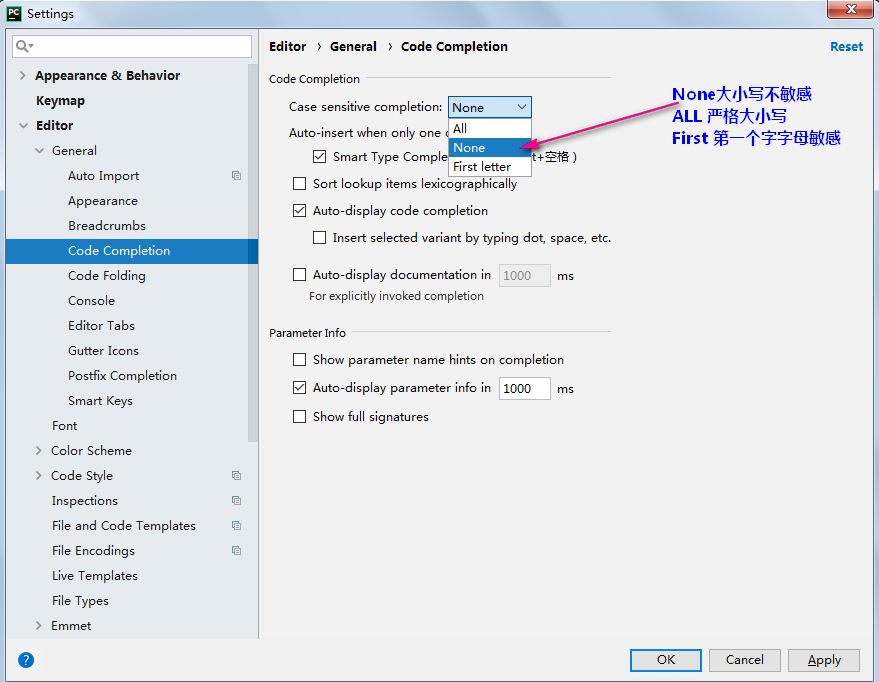 PC Settings
Appearance & Behavior
Keymap
Editor
General
Auto Import
Appearance
Breadcrumbs
Code Completion
Code Folding
Console
Editor Tabs
Gutter Icons
Postfix Completion
Smart Keys
Font
Color Scheme
Code Style
Inspections
File and Code Templates
File Encodings
Live Templates
File Types
Emmet
?
Editor › General › Code Completion
Reset
Code Completion
Case sensitive completion: None
All
None
First letter
Auto-insert when only one
Smart Type Comple t+空格 )
Sort lookup items lexicographically
Auto-display code completion
Insert selected variant by typing dot, space, etc.
Auto-display documentation in 1000 ms
For explicitly invoked completion
Parameter Info
Show parameter name hints on completion
Auto-display parameter info in 1000 ms
Show full signatures
None大小写不敏感
ALL 严格大小写
First 第一个字字母敏感
OK
Cancel
Apply